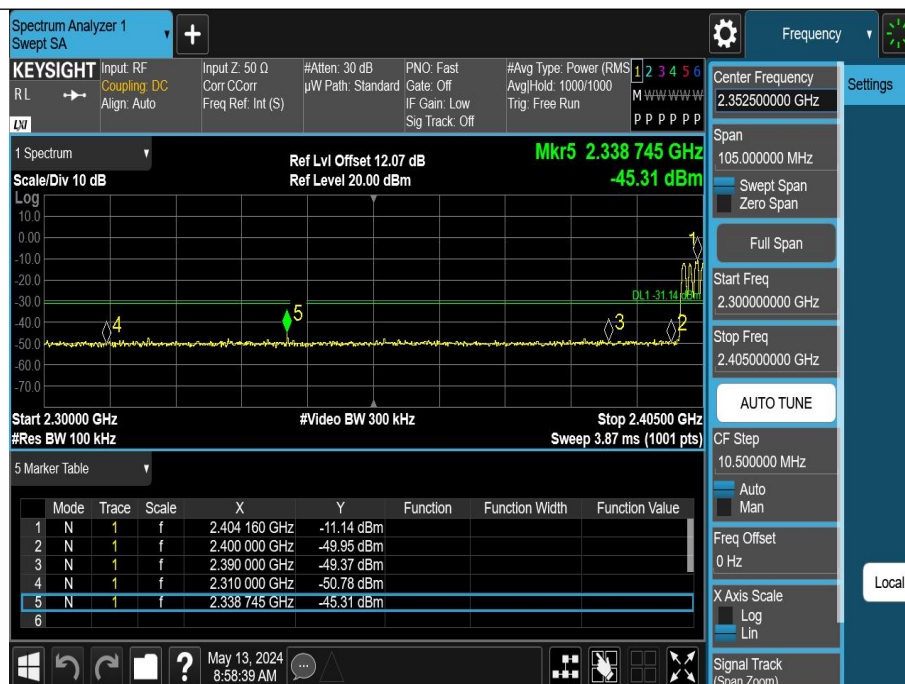 Spectrum Analyzer 1
Swept SA
+
Frequency
KEYSIGHT
RL
LXI
Input: RF
Coupling: DC
Align: Auto
Input Z: 50 Ω
Corr CCorr
Freq Ref: Int (S)
#Atten: 30 dB
µW Path: Standard
PNO: Fast
Gate: Off
IF Gain: Low
Sig Track: Off
#Avg Type: Power (RMS
Avg|Hold: 1000/1000
Trig: Free Run
1 2 3 4 5 6
M W W W W W
P P P P P P
1 Spectrum
Scale/Div 10 dB
Ref Lvl Offset 12.07 dB
Ref Level 20.00 dBm
Mkr5 2.338 745 GHz
-45.31 dBm
Log
10.0
0.00
-10.0
-20.0
-30.0
-40.0
-50.0
-60.0
-70.0
1
DL1 -31.14 dBm
4
5
3
2
Start 2.30000 GHz
#Video BW 300 kHz
Stop 2.40500 GHz
#Res BW 100 kHz
Sweep 3.87 ms (1001 pts)
5 Marker Table
Mode Trace Scale X Y Function Function Width Function Value
1 N 1 f 2.404 160 GHz -11.14 dBm
2 N 1 f 2.400 000 GHz -49.95 dBm
3 N 1 f 2.390 000 GHz -49.37 dBm
4 N 1 f 2.310 000 GHz -50.78 dBm
5 N 1 f 2.338 745 GHz -45.31 dBm
6
?
May 13, 2024
8:58:39 AM
Center Frequency
2.352500000 GHz
Span
105.000000 MHz
Swept Span
Zero Span
Full Span
Start Freq
2.300000000 GHz
Stop Freq
2.405000000 GHz
AUTO TUNE
CF Step
10.500000 MHz
Auto
Man
Freq Offset
0 Hz
X Axis Scale
Log
Lin
Signal Track
(Span Zoom)
Settings
Local